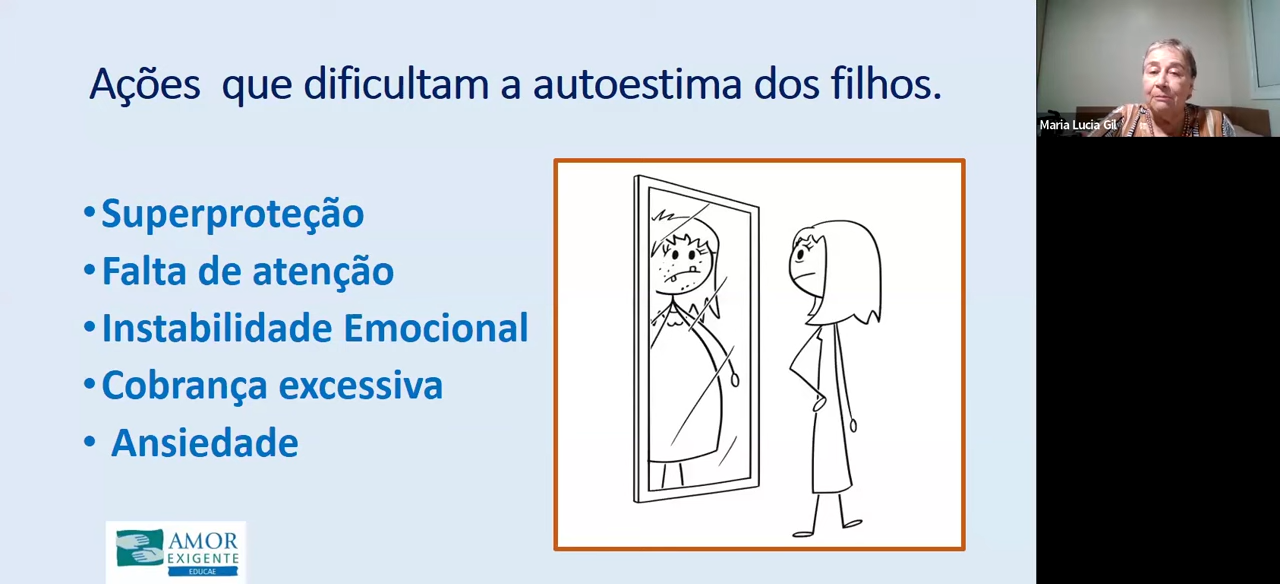 Ações  que dificultam a autoestima dos filhos.
Maria Lucia Gil
•Superproteção
•Falta de atenção
•Instabilidade Emocional
•Cobrança excessiva
• Ansiedade
AMOR
EXIGENTE
EDUCAE